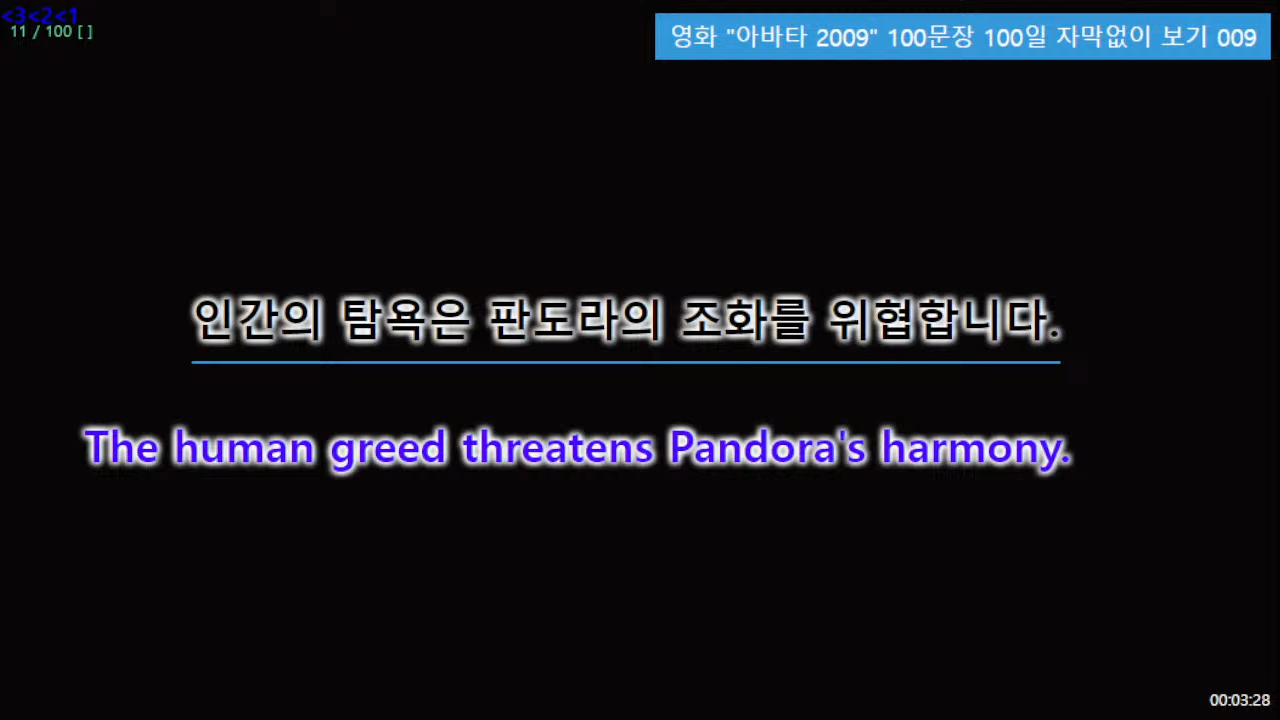 <3<2<1
11 / 100 [ ]
영화 "아바타 2009" 100문장 100일 자막없이 보기 009
인간의 탐욕은 판도라의 조화를 위협합니다.
The human greed threatens Pandora's harmony.
00:03:28